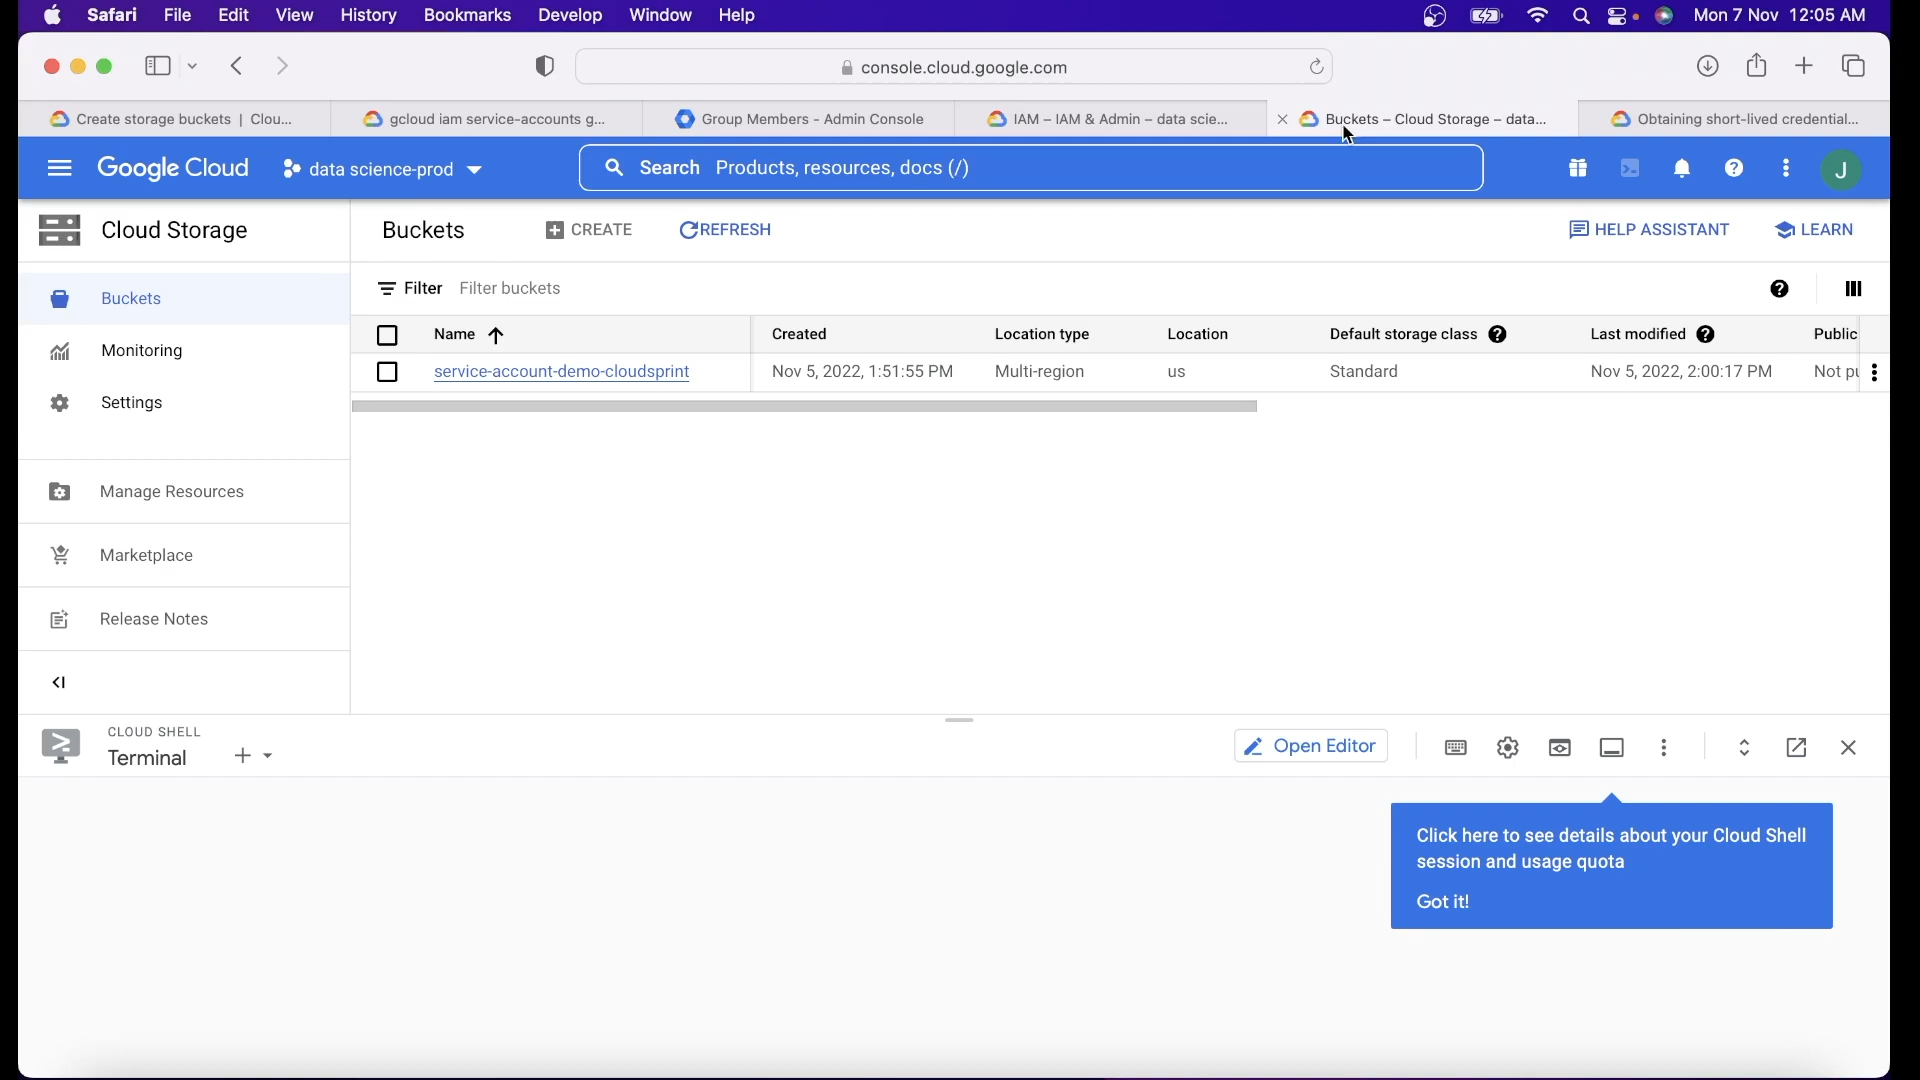 Safari File Edit View History Bookmarks Develop Window Help Mon 7 Nov 12:05 AM
console.cloud.google.com
Create storage buckets | Clou... gcloud iam service-accounts g... Group Members - Admin Console IAM – IAM & Admin – data scie... Buckets – Cloud Storage – data... Obtaining short-lived credential...
Google Cloud data science-prod Search Products, resources, docs (/) J
Cloud Storage Buckets CREATE REFRESH HELP ASSISTANT LEARN
Filter Filter buckets
Buckets
Name Created Location type Location Default storage class Last modified Public
Monitoring
service-account-demo-cloudsprint Nov 5, 2022, 1:51:55 PM Multi-region us Standard Nov 5, 2022, 2:00:17 PM Not pu
Settings
Manage Resources
Marketplace
Release Notes
CLOUD SHELL
Terminal Open Editor
Click here to see details about your Cloud Shell
session and usage quota
Got it!